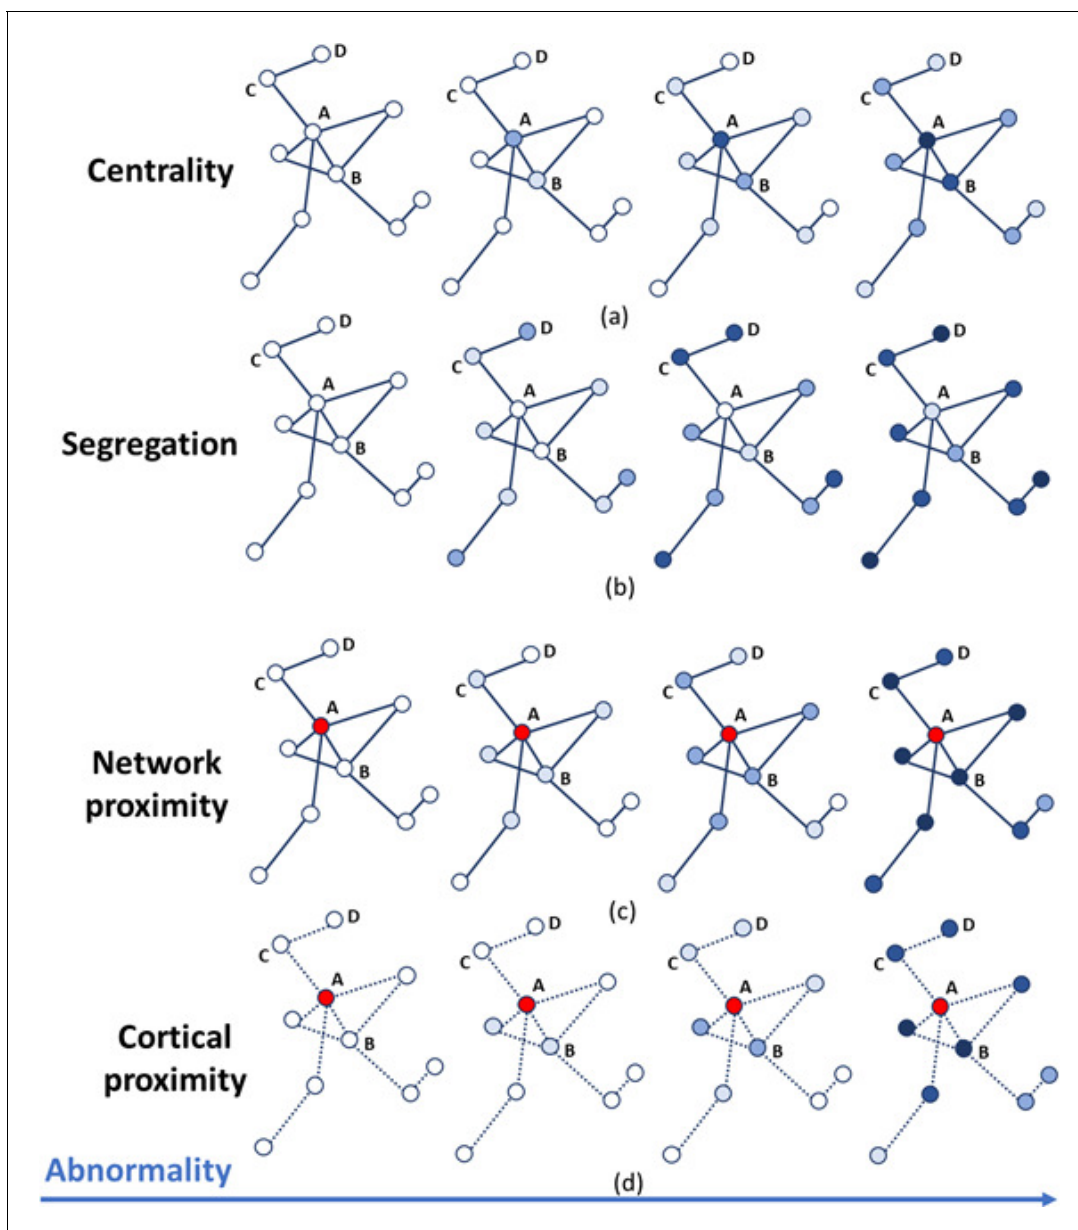 D D D D
C C C C
A A A A
Centrality
B B B B
(a)
D D D D
C C C C
A A A A
Segregation
B B B B
(b)
D D D D
C C C C
A A A A
Network
proximity
B B B B
(c)
D D D D
C C C C
A A A A
Cortical
proximity
B B B B
Abnormality
(d)